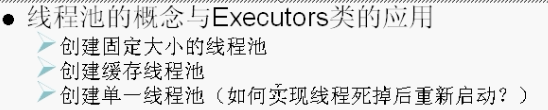 线程池的概念与Executors类的应用
创建固定大小的线程池
创建缓存线程池
创建单一线程池（如何实现线程死掉后重新启动？）